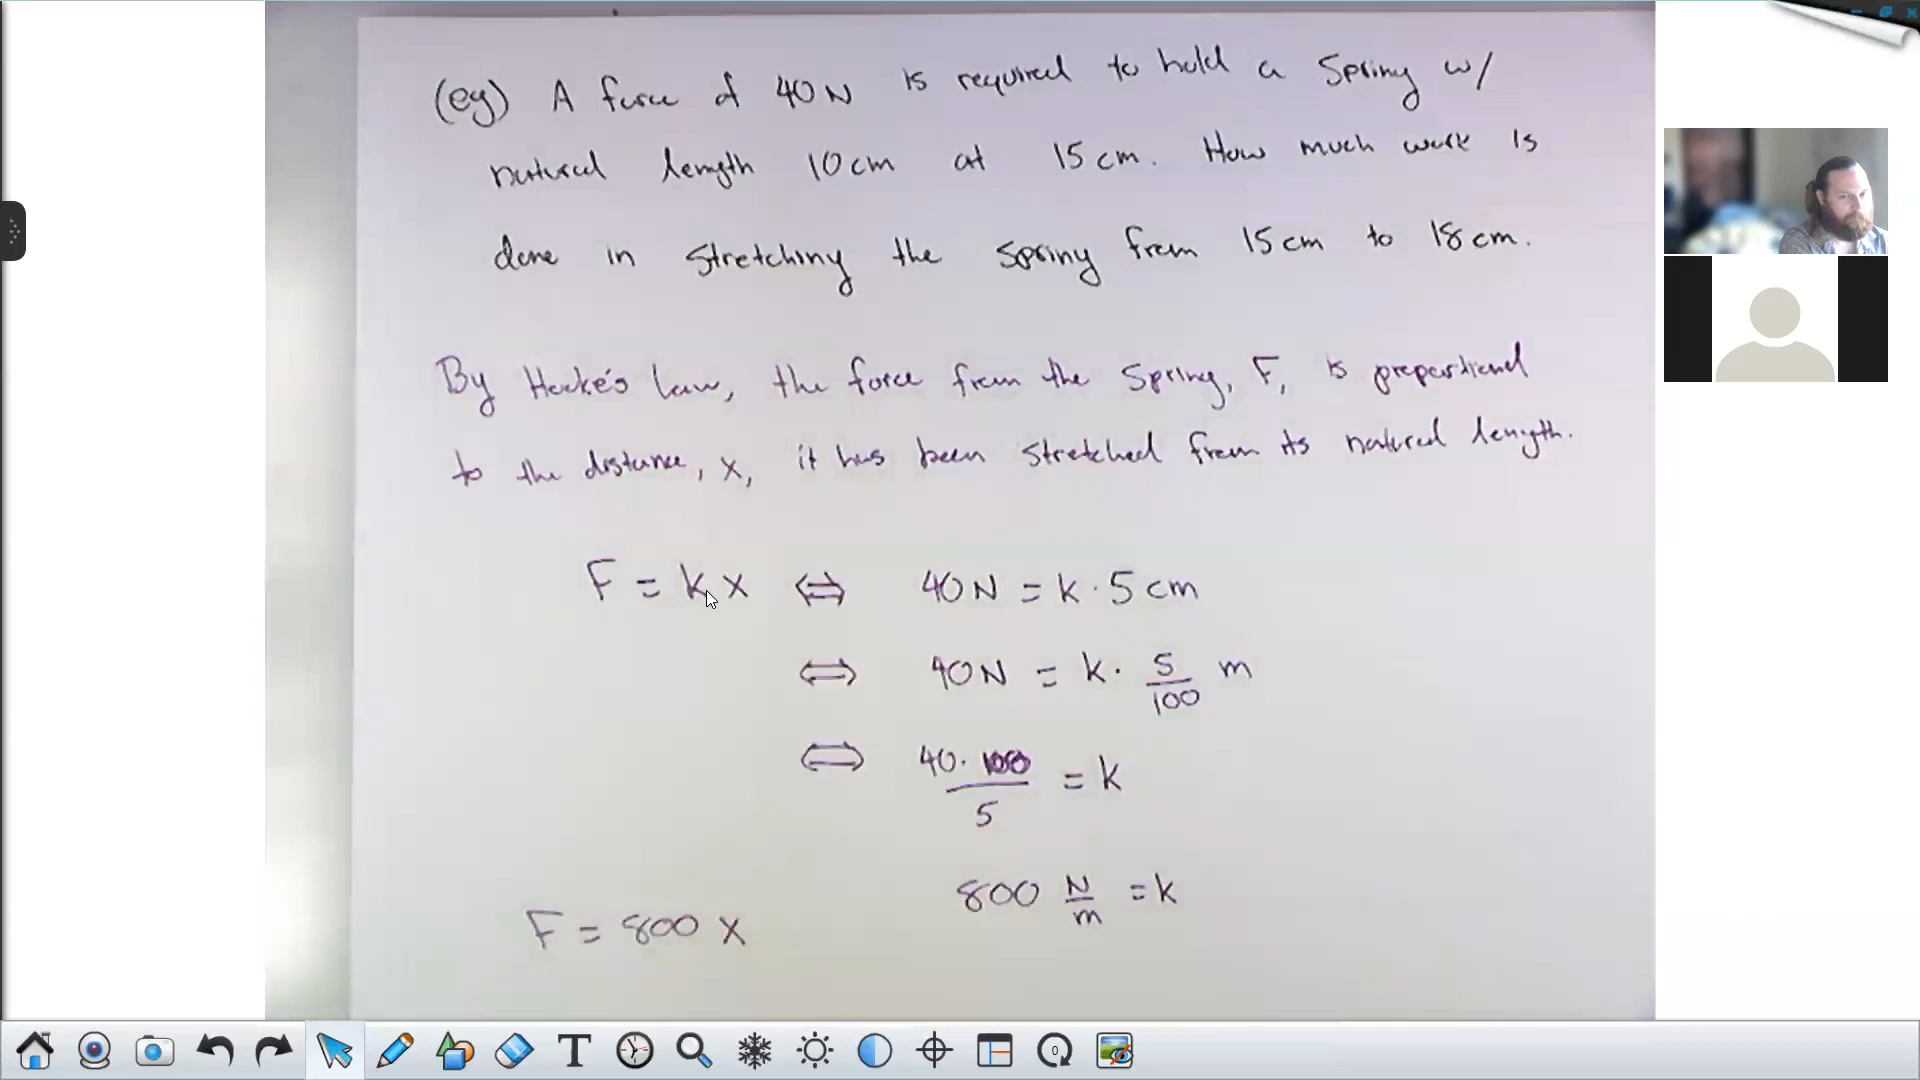 (eg) A force of 40 N is required to hold a spring w/
natural length 10 cm at 15 cm. How much work is
done in stretching the spring from 15 cm to 18 cm.
By Hooke's law, the force from the spring, F, is proportional
to the distance, x, it has been stretched from its natural length.
F = kx ⇔ 40 N = k · 5 cm
⇔ 40 N = k · 5/100 m
⇔ 40 · 100 / 5 = k
800 N/m = k
F = 800 x
T
0